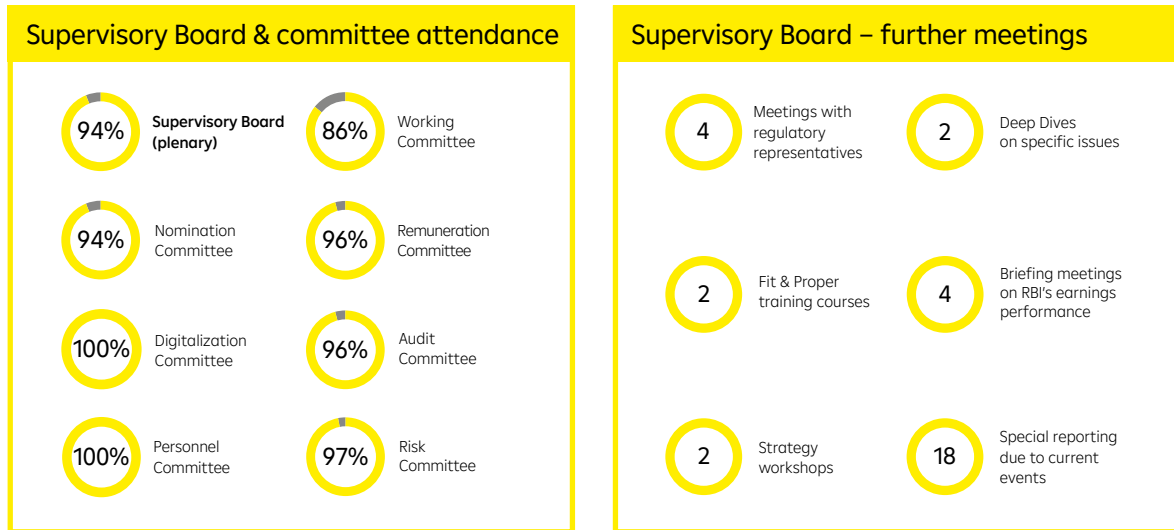 Supervisory Board & committee attendance
94%
Supervisory Board
(plenary)
86%
Working
Committee
94%
Nomination
Committee
96%
Remuneration
Committee
100%
Digitalization
Committee
96%
Audit
Committee
100%
Personnel
Committee
97%
Risk
Committee
Supervisory Board – further meetings
4
Meetings with
regulatory
representatives
2
Deep Dives
on specific issues
2
Fit & Proper
training courses
4
Briefing meetings
on RBI's earnings
performance
2
Strategy
workshops
18
Special reporting
due to current
events